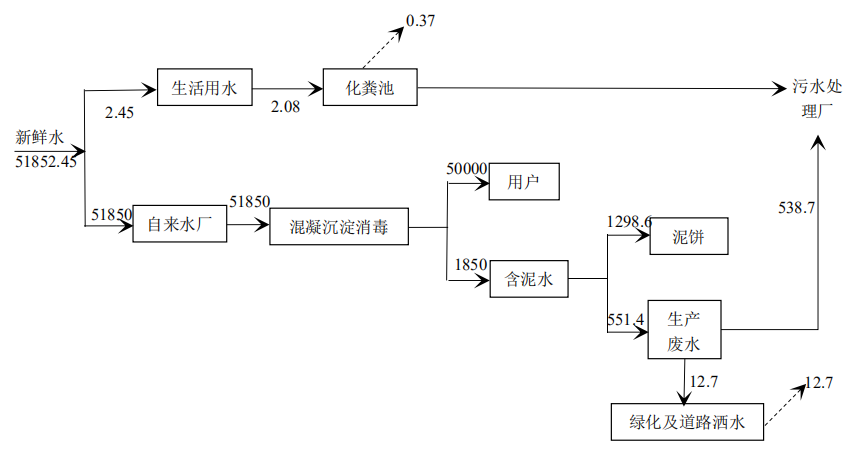 0.37
生活用水
化粪池
污水处
理厂
2.45
2.08
新鲜水
51852.45
50000
用户
51850
自来水厂
51850
混凝沉淀消毒
538.7
1298.6
泥饼
1850
含泥水
551.4
生产
废水
12.7
12.7
绿化及道路洒水